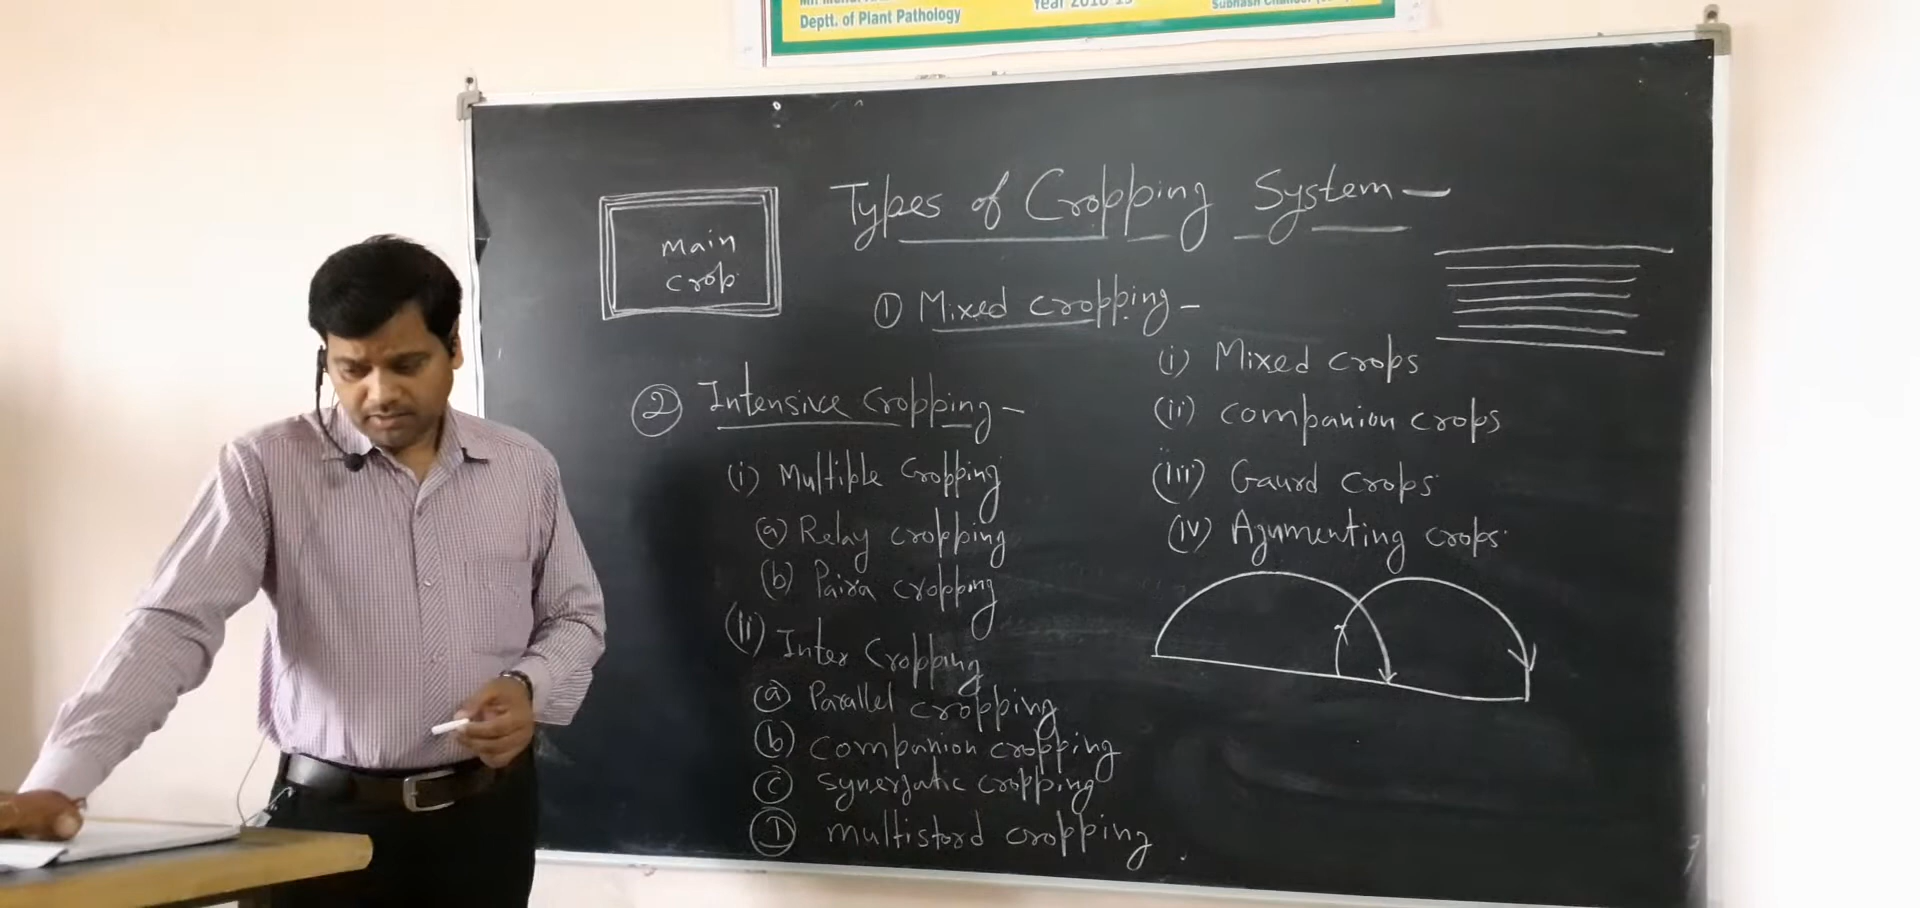 Deptt. of Plant Pathology
Types of Cropping System -
main
crop
① Mixed cropping -
(i) Mixed crops
(ii) companion crops
(iii) Gaurd crops
(iv) Agumenting crops
② Intensive cropping -
(i) Multiple cropping
(a) Relay cropping
(b) Paira cropping
(ii) Inter Cropping
(a) Parallel cropping
(b) companion cropping
(c) synergatic cropping
(D) multistord cropping